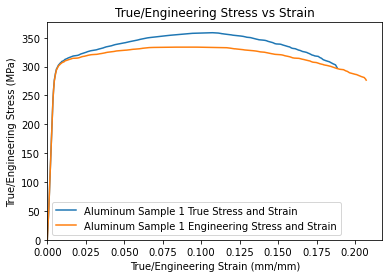 True/Engineering Stress vs Strain
True/Engineering Stress (MPa)
350
300
250
200
150
100
50
0
Aluminum Sample 1 True Stress and Strain
Aluminum Sample 1 Engineering Stress and Strain
0.000 0.025 0.050 0.075 0.100 0.125 0.150 0.175 0.200
True/Engineering Strain (mm/mm)